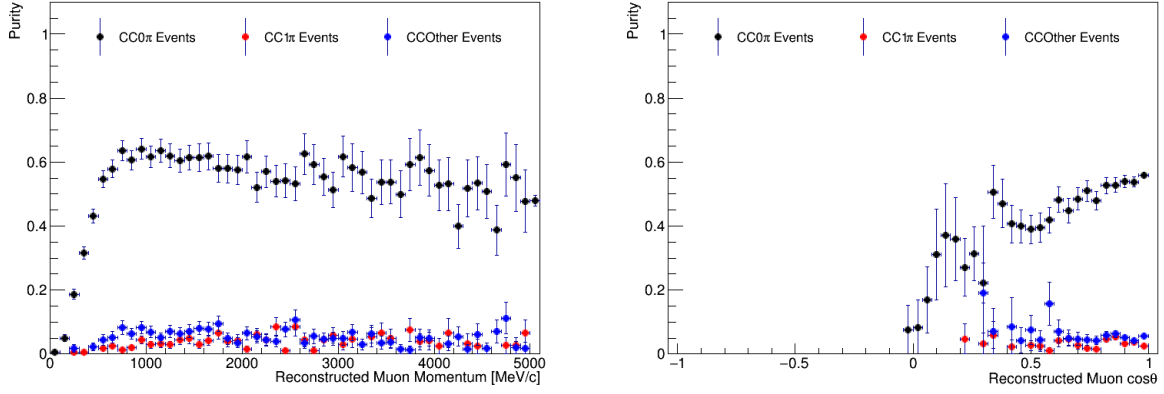 Purity
CC0π Events
CC1π Events
CCOther Events
1
0.8
0.6
0.4
0.2
0
0
1000
2000
3000
4000
5000
Reconstructed Muon Momentum [MeV/c]
Purity
CC0π Events
CC1π Events
CCOther Events
1
0.8
0.6
0.4
0.2
0
−1
−0.5
0
0.5
1
Reconstructed Muon cosθ